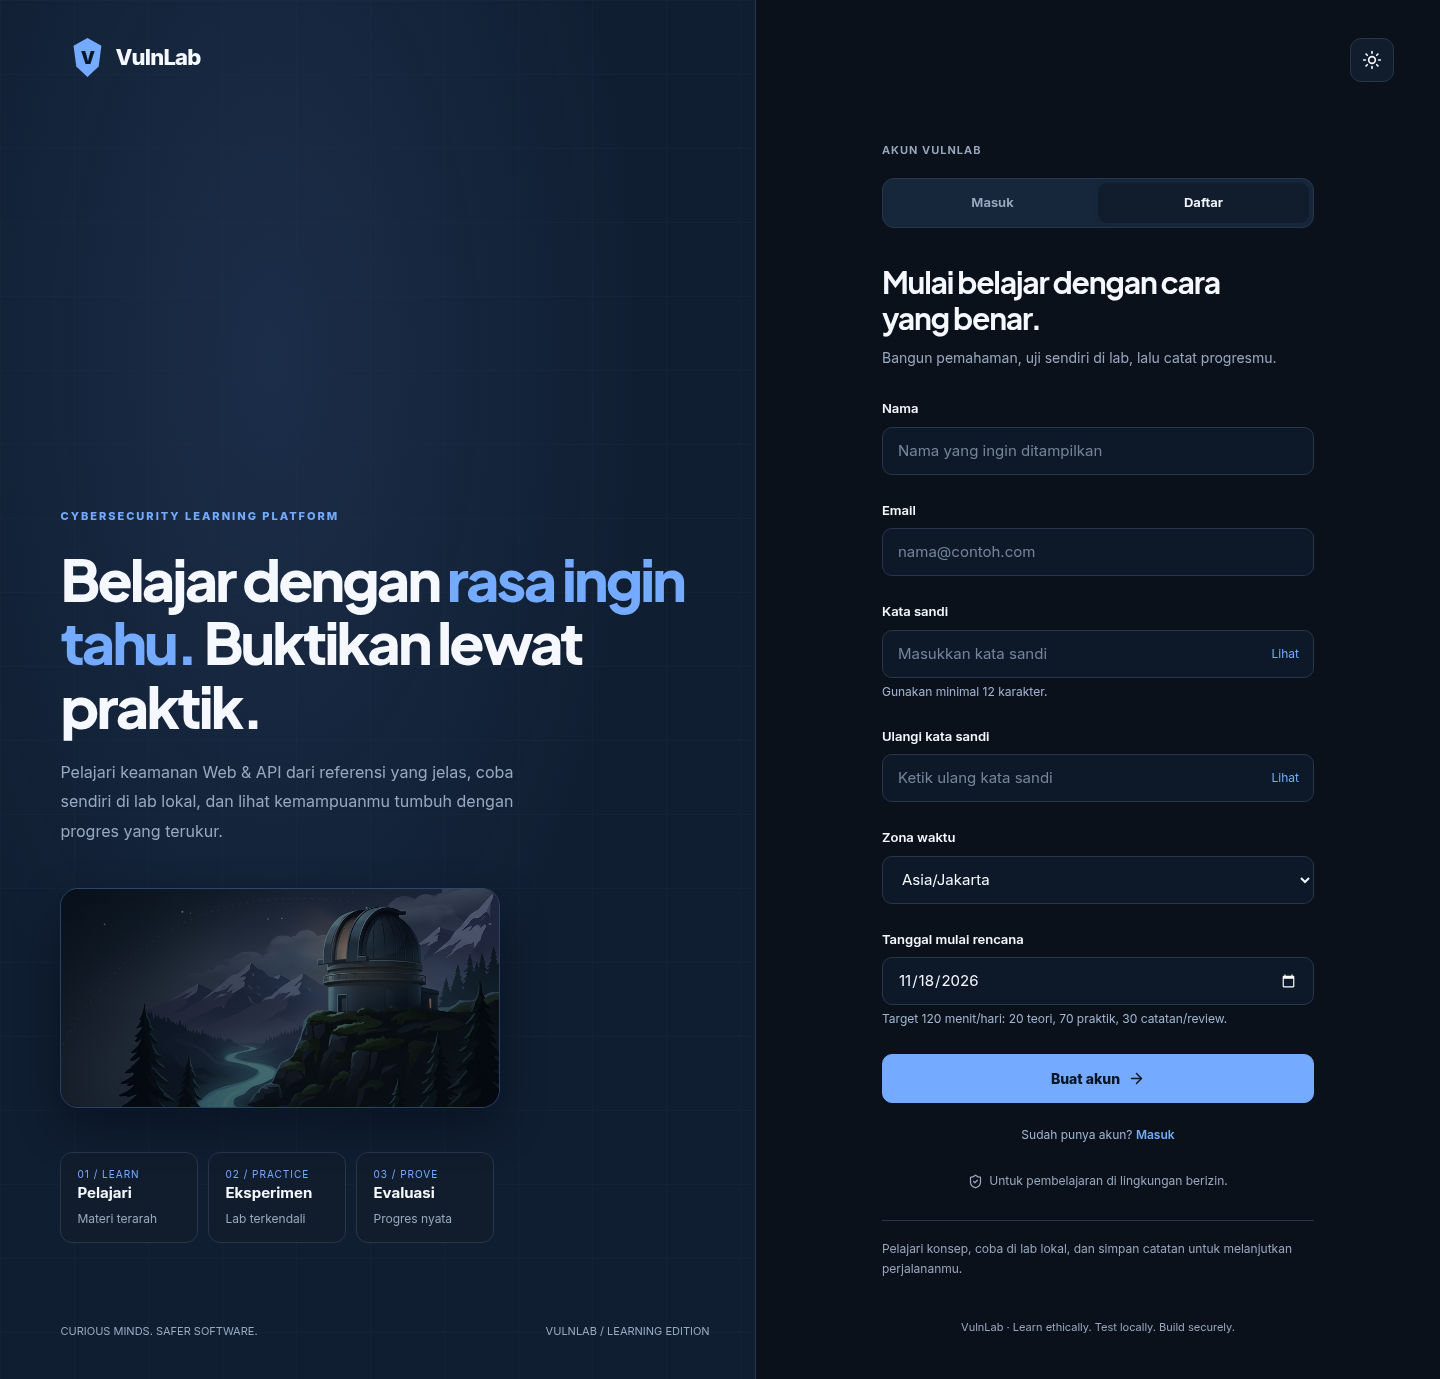 V VulnLab
CYBERSECURITY LEARNING PLATFORM
Belajar dengan rasa ingin
tahu. Buktikan lewat
praktik.
Pelajari keamanan Web & API dari referensi yang jelas, coba
sendiri di lab lokal, dan lihat kemampuanmu tumbuh dengan
progres yang terukur.
01 / LEARN
Pelajari
Materi terarah
02 / PRACTICE
Eksperimen
Lab terkendali
03 / PROVE
Evaluasi
Progres nyata
CURIOUS MINDS. SAFER SOFTWARE.
VULNLAB / LEARNING EDITION
AKUN VULNLAB
Masuk
Daftar
Mulai belajar dengan cara
yang benar.
Bangun pemahaman, uji sendiri di lab, lalu catat progresmu.
Nama
Nama yang ingin ditampilkan
Email
nama@contoh.com
Kata sandi
Masukkan kata sandi
Lihat
Gunakan minimal 12 karakter.
Ulangi kata sandi
Ketik ulang kata sandi
Lihat
Zona waktu
Asia/Jakarta
Tanggal mulai rencana
11/18/2026
Target 120 menit/hari: 20 teori, 70 praktik, 30 catatan/review.
Buat akun →
Sudah punya akun? Masuk
Untuk pembelajaran di lingkungan berizin.
Pelajari konsep, coba di lab lokal, dan simpan catatan untuk melanjutkan
perjalananmu.
VulnLab · Learn ethically. Test locally. Build securely.